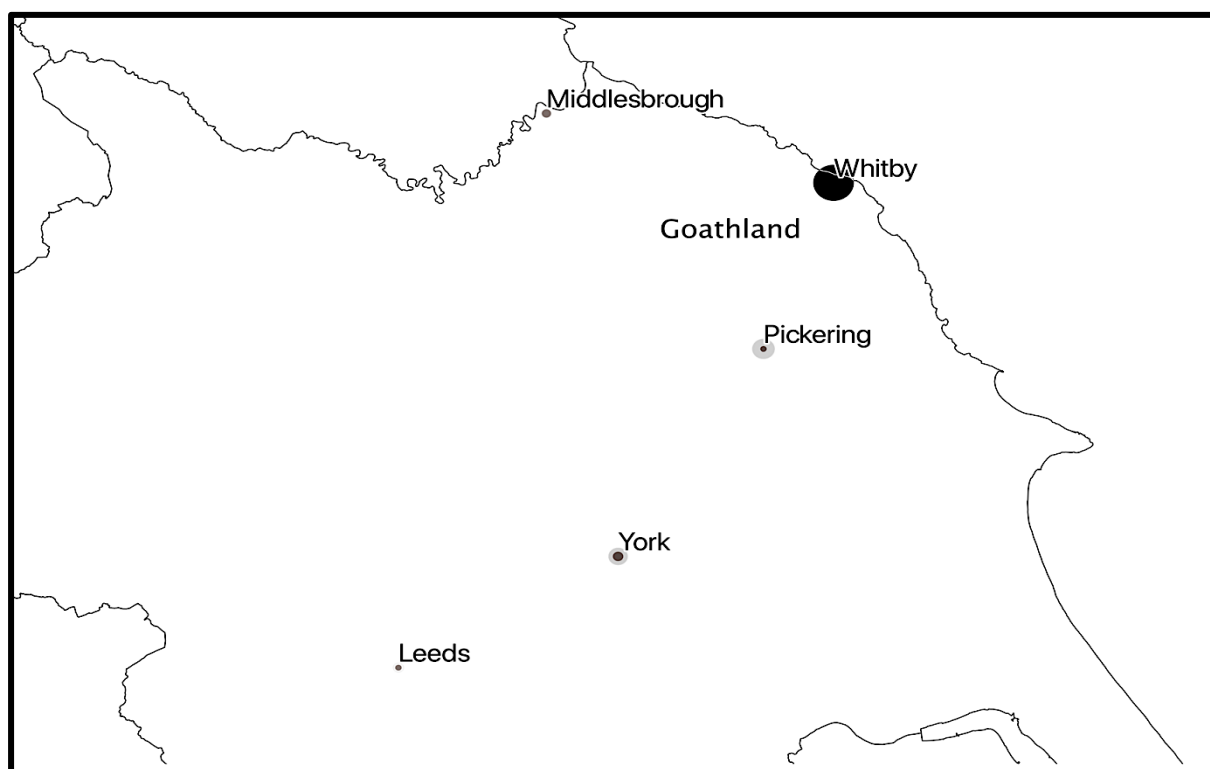 Middlesbrough
Whitby
Goathland
Pickering
York
Leeds